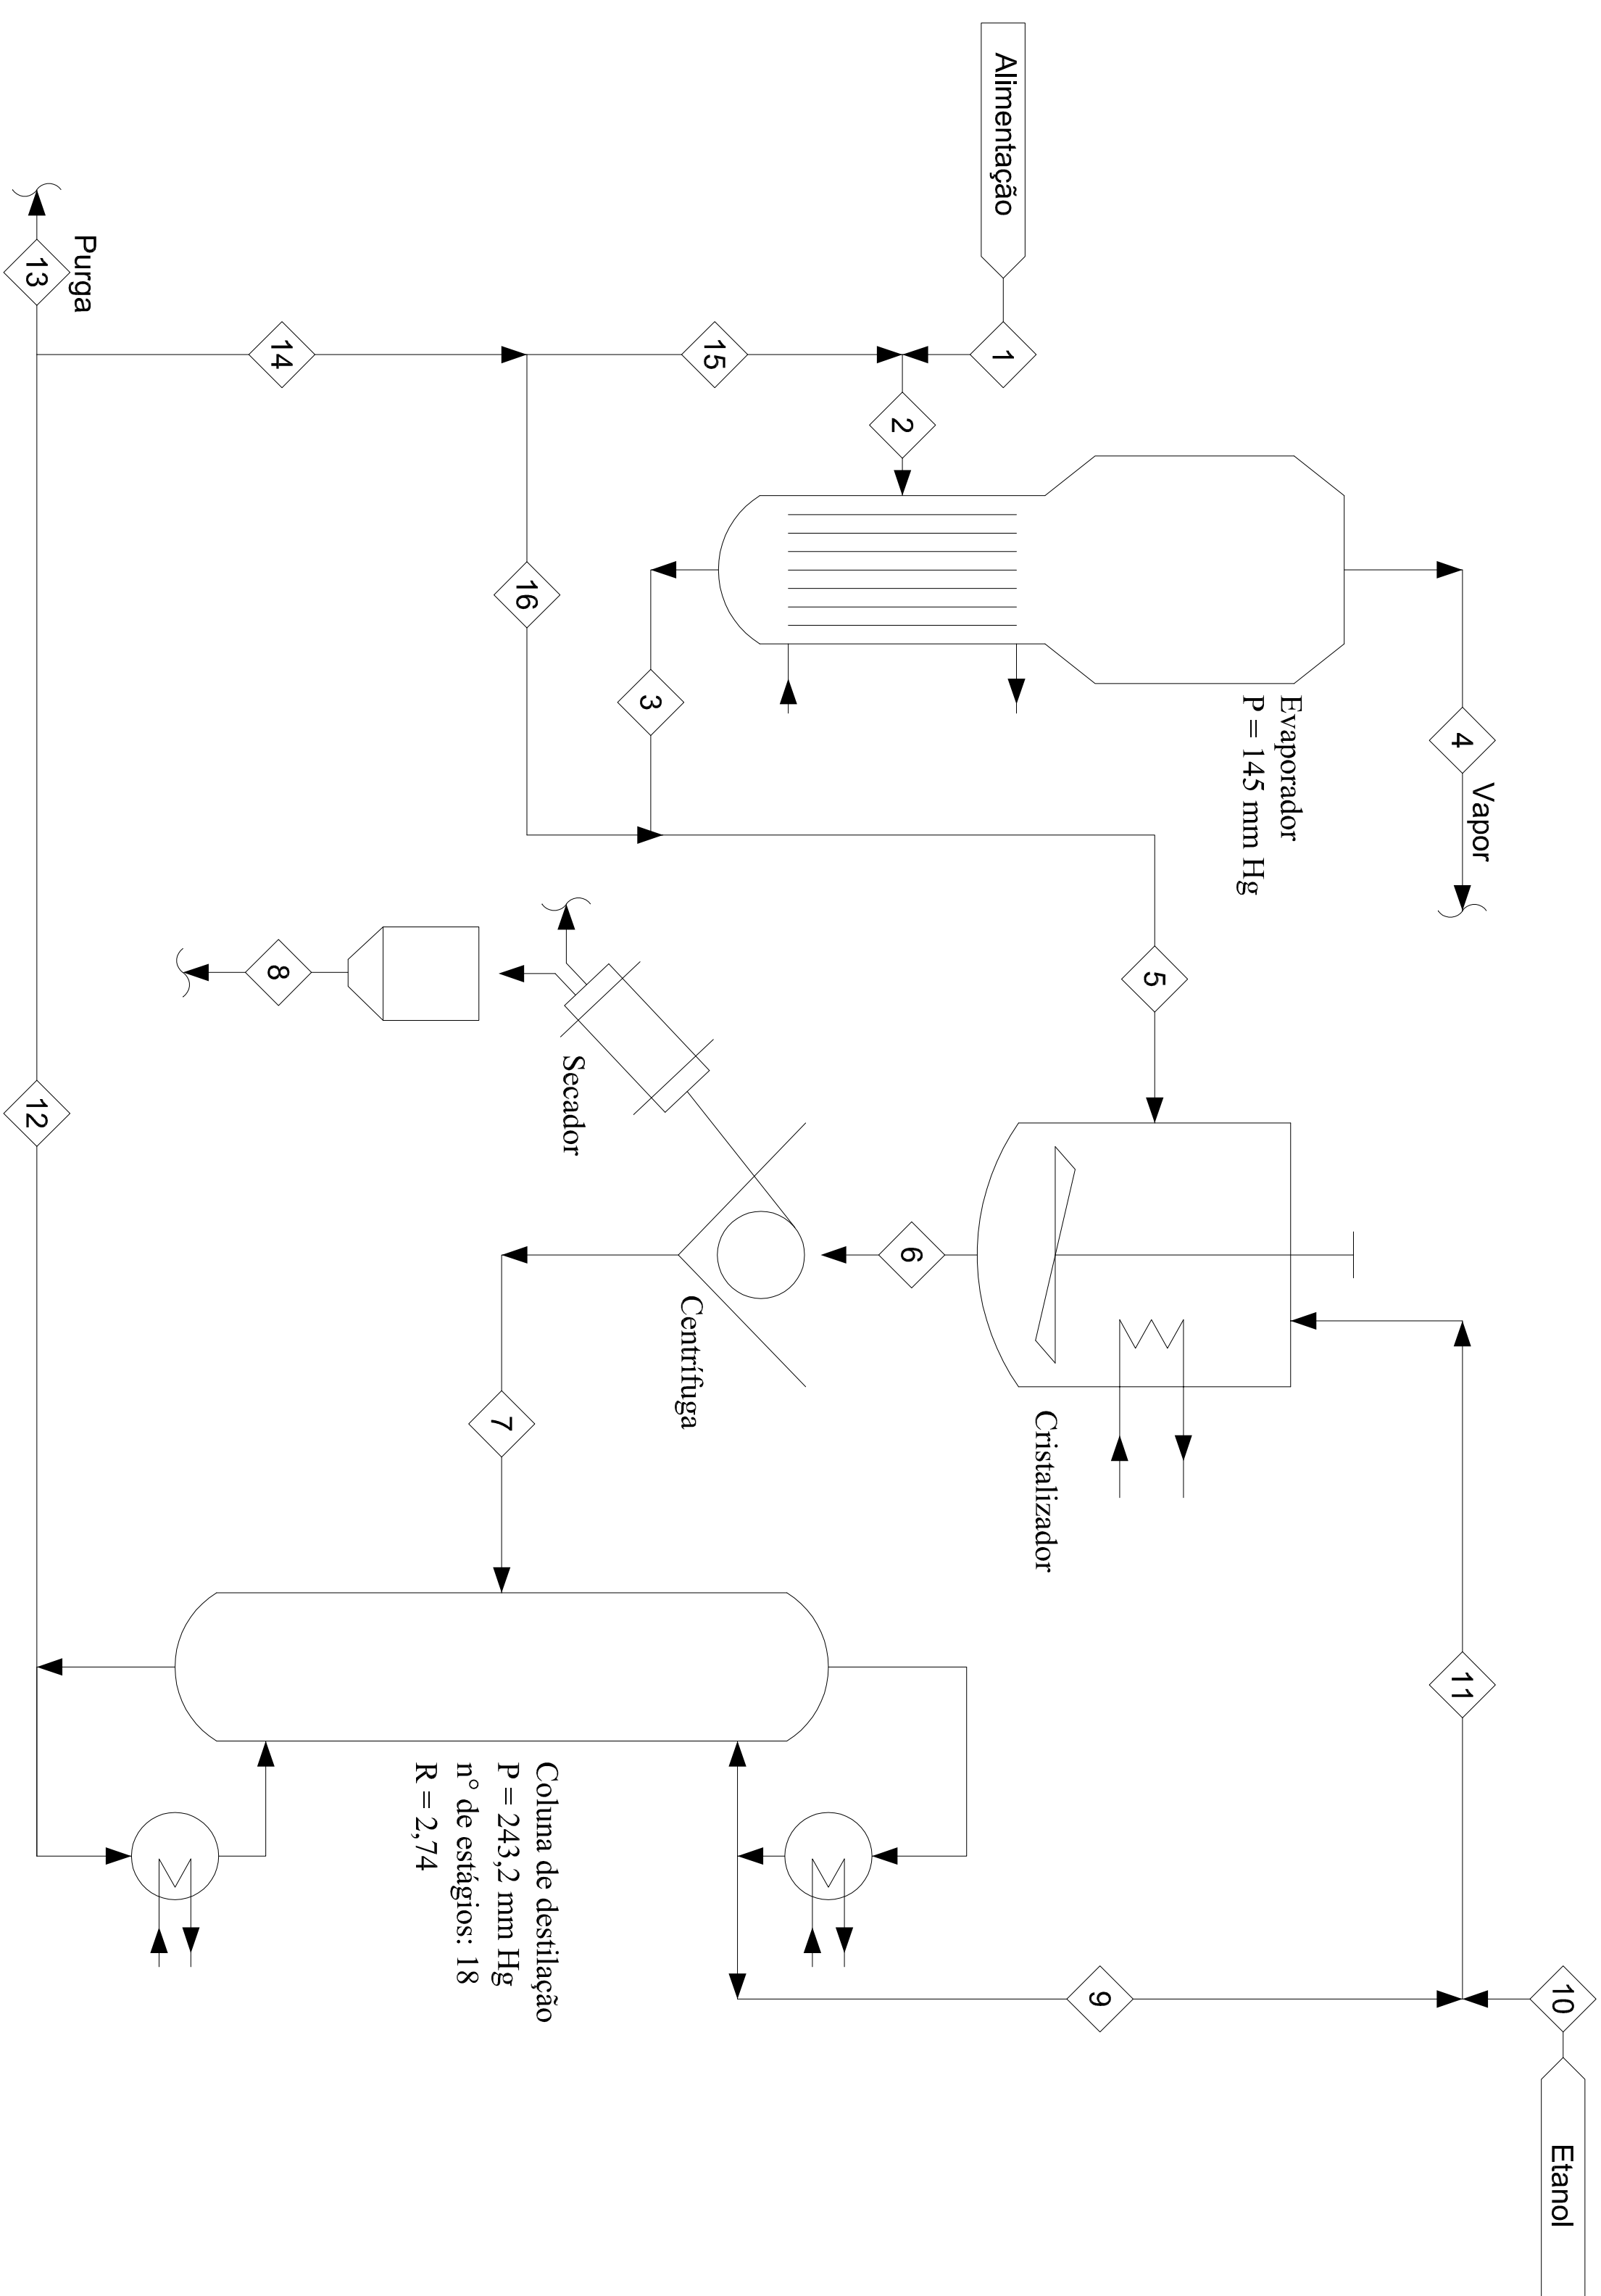 Alimentação
1
2
3
4
Vapor
Evaporador
P = 145 mm Hg
5
Cristalizador
6
Centrífuga
Secador
7
8
Coluna de destilação
P = 243,2 mm Hg
n° de estágios: 18
R = 2,74
9
10
Etanol
11
12
13
Purga
14
15
16